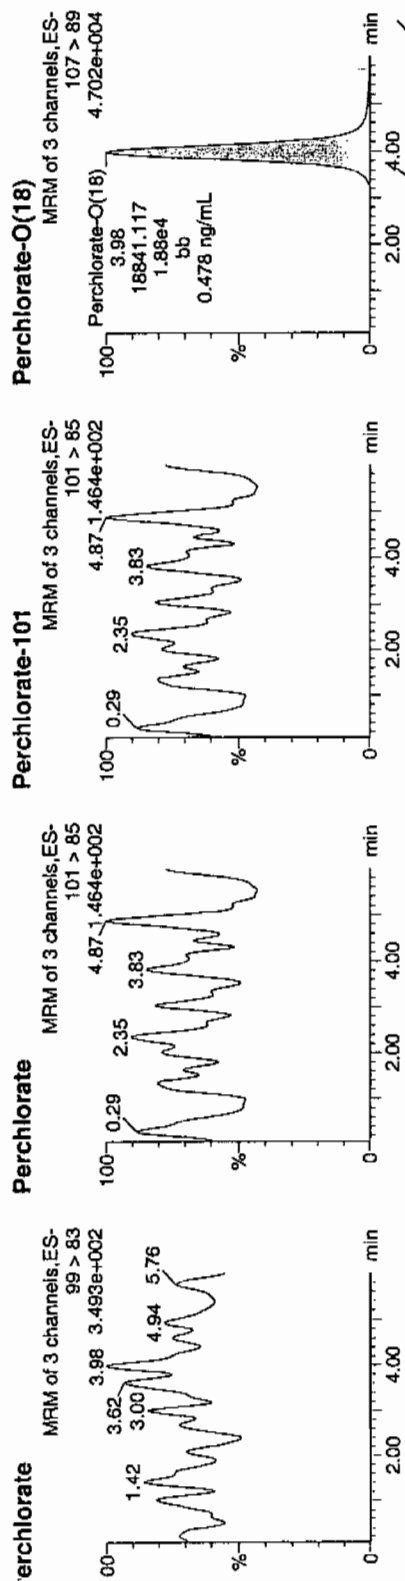 Perchlorate-O(18)
MRM of 3 channels,ES-
107 > 89
4.702e+004
100
Perchlorate-O(18)
3.98
18841.117
1.88e4
bb
0.478 ng/mL
%
0
2.00
4.00
min
Perchlorate-101
MRM of 3 channels,ES-
101 > 85
4.87 1.464e+002
100
0.29
2.35
3.83
%
0
2.00
4.00
min
Perchlorate
MRM of 3 channels,ES-
101 > 85
4.87 1.464e+002
100
0.29
2.35
3.83
%
0
2.00
4.00
min
erchlorate
MRM of 3 channels,ES-
99 > 83
3.98 3.493e+002
00
1.42
3.62
3.00
4.94
5.76
%
0
2.00
4.00
min